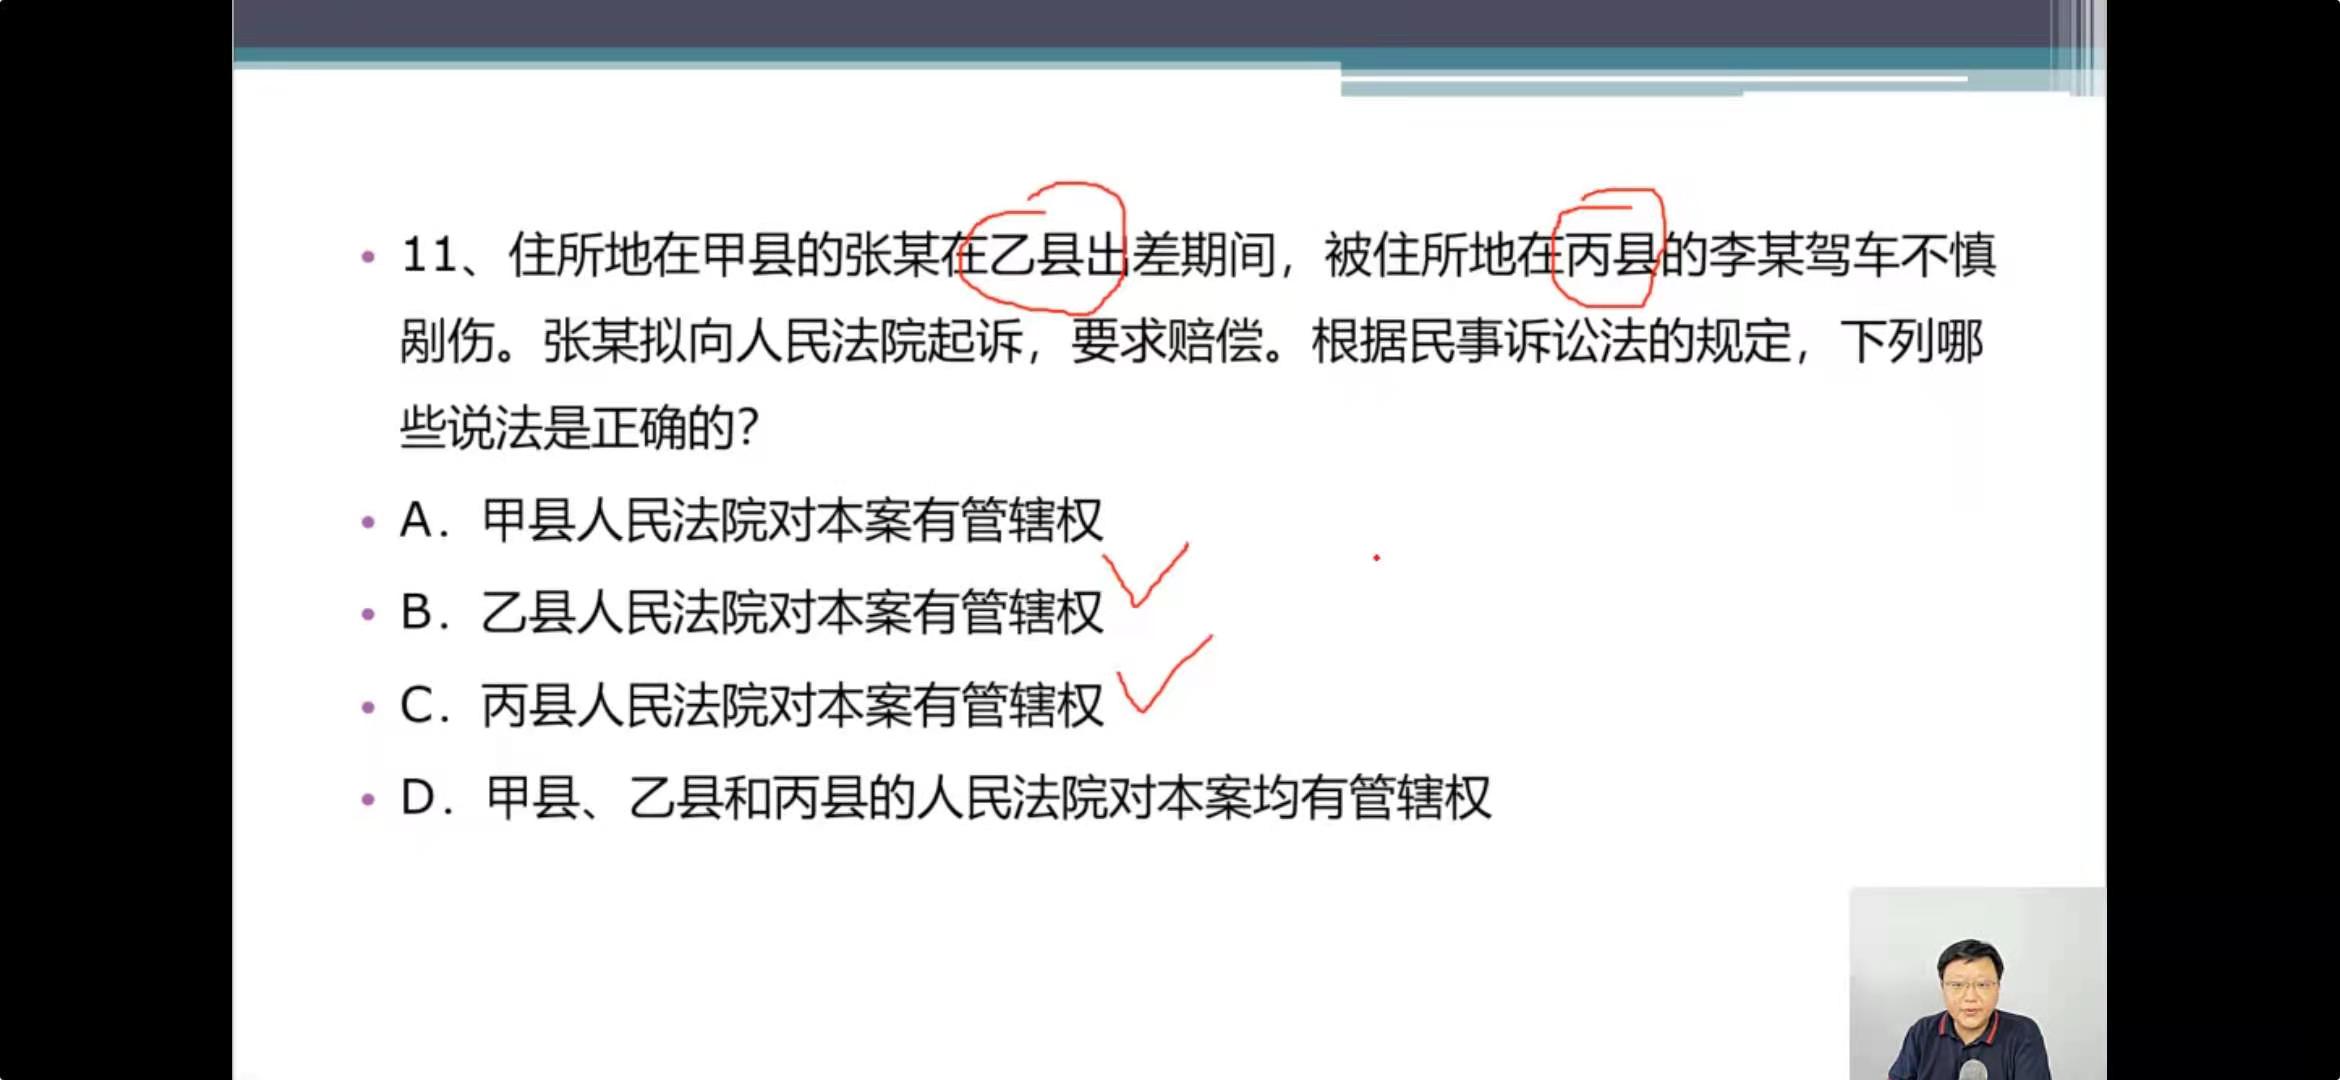 11、住所地在甲县的张某在乙县出差期间，被住所地在丙县的李某驾车不慎
剐伤。张某拟向人民法院起诉，要求赔偿。根据民事诉讼法的规定，下列哪
些说法是正确的？
A．甲县人民法院对本案有管辖权
B．乙县人民法院对本案有管辖权
C．丙县人民法院对本案有管辖权
D．甲县、乙县和丙县的人民法院对本案均有管辖权